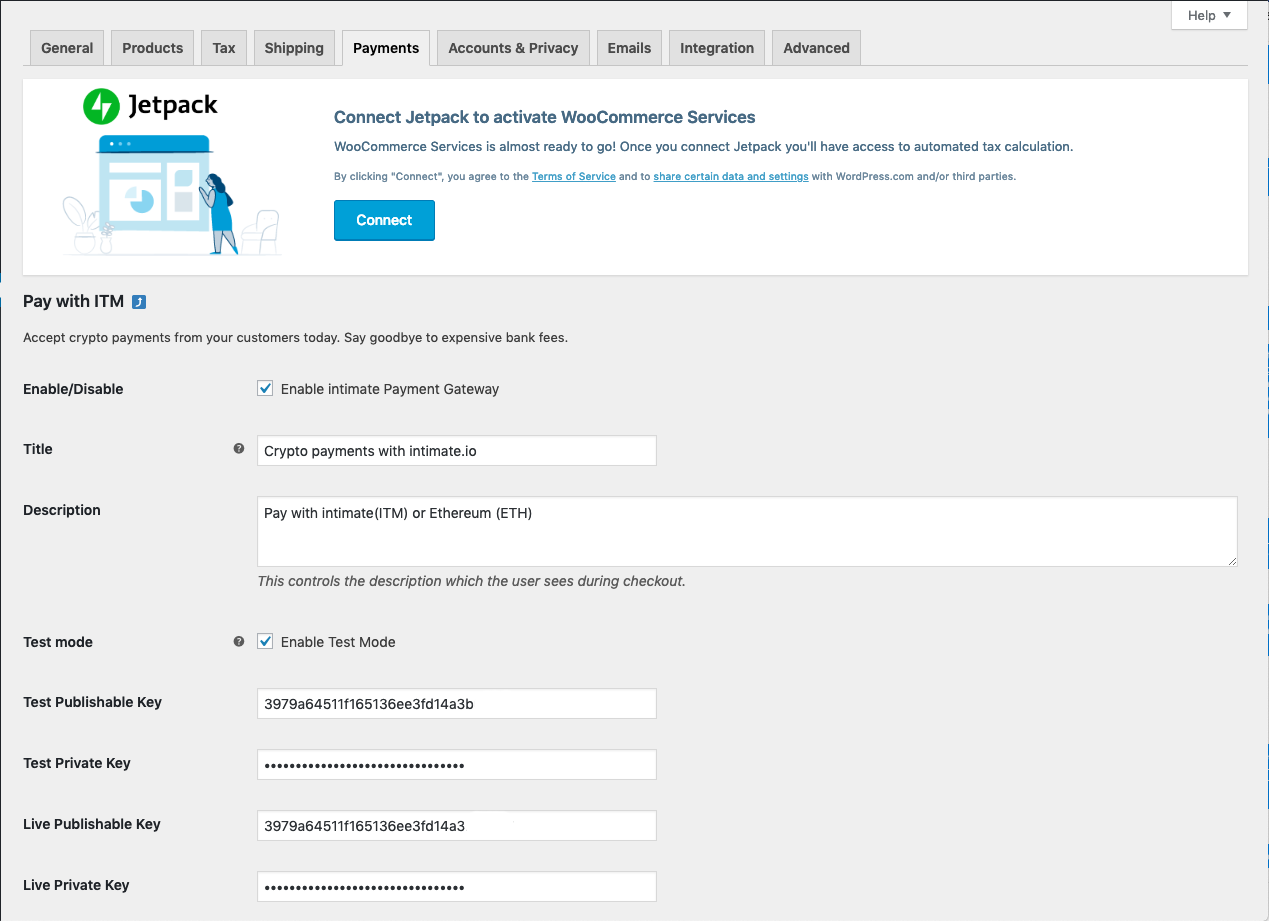 Help
General
Products
Tax
Shipping
Payments
Accounts & Privacy
Emails
Integration
Advanced
Jetpack
Connect Jetpack to activate WooCommerce Services
WooCommerce Services is almost ready to go! Once you connect Jetpack you'll have access to automated tax calculation.
By clicking "Connect", you agree to the Terms of Service and to share certain data and settings with WordPress.com and/or third parties.
Connect
Pay with ITM
Accept crypto payments from your customers today. Say goodbye to expensive bank fees.
Enable/Disable
Enable intimate Payment Gateway
Title
Crypto payments with intimate.io
Description
Pay with intimate(ITM) or Ethereum (ETH)
This controls the description which the user sees during checkout.
Test mode
Enable Test Mode
Test Publishable Key
3979a64511f165136ee3fd14a3b
Test Private Key
••••••••••••••••••••••••••••••••
Live Publishable Key
3979a64511f165136ee3fd14a3
Live Private Key
••••••••••••••••••••••••••••••••